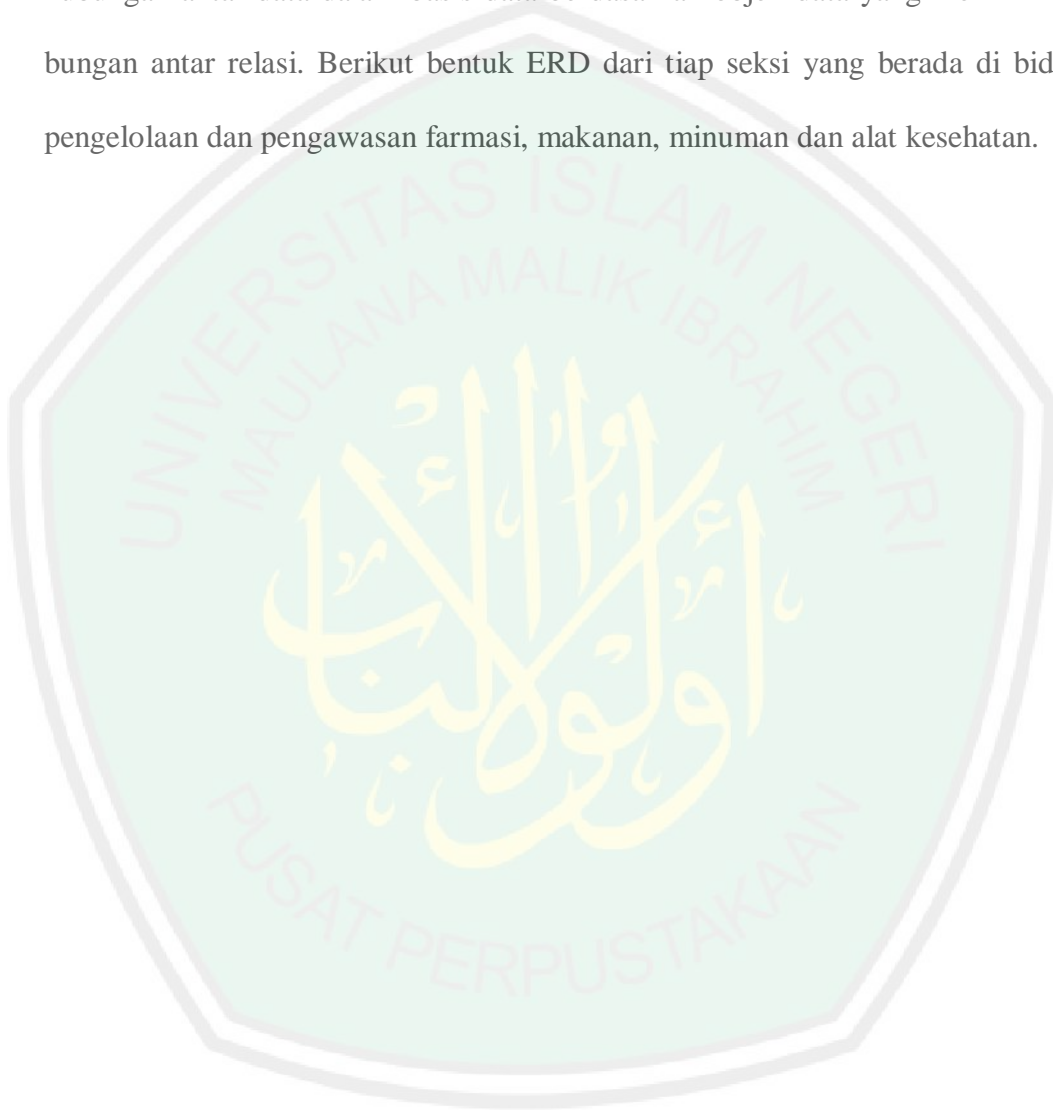 bungan antar relasi. Berikut bentuk ERD dari tiap seksi yang berada di bid
pengelolaan dan pengawasan farmasi, makanan, minuman dan alat kesehatan.
UNIVERSITAS ISLAM NEGERI
MAULANA MALIK IBRAHIM
PUSAT PERPUSTAKAAN